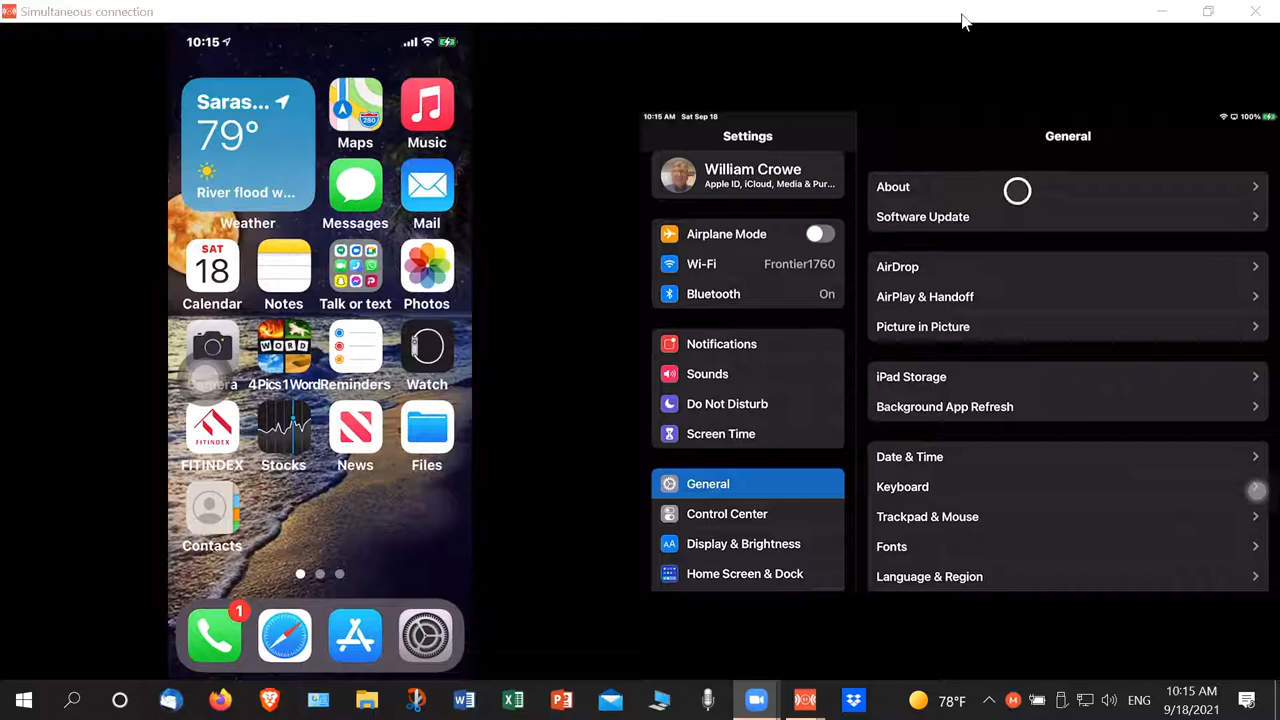 Simultaneous connection
10:15
Saras...
79°
River flood w...
Weather
Maps
Music
Messages
Mail
SAT
18
Calendar
Notes
Talk or text
Photos
Camera
WORD
4Pics1Word
Reminders
Watch
FITINDEX
FITINDEX
Stocks
News
Files
Contacts
1
10:15 AM Sat Sep 18
100%
Settings
William Crowe
Apple ID, iCloud, Media & Pur...
Airplane Mode
Wi-Fi Frontier1760
Bluetooth On
Notifications
Sounds
Do Not Disturb
Screen Time
General
Control Center
AA Display & Brightness
Home Screen & Dock
General
About
Software Update
AirDrop
AirPlay & Handoff
Picture in Picture
iPad Storage
Background App Refresh
Date & Time
Keyboard
Trackpad & Mouse
Fonts
Language & Region
78°F
ENG
10:15 AM
9/18/2021